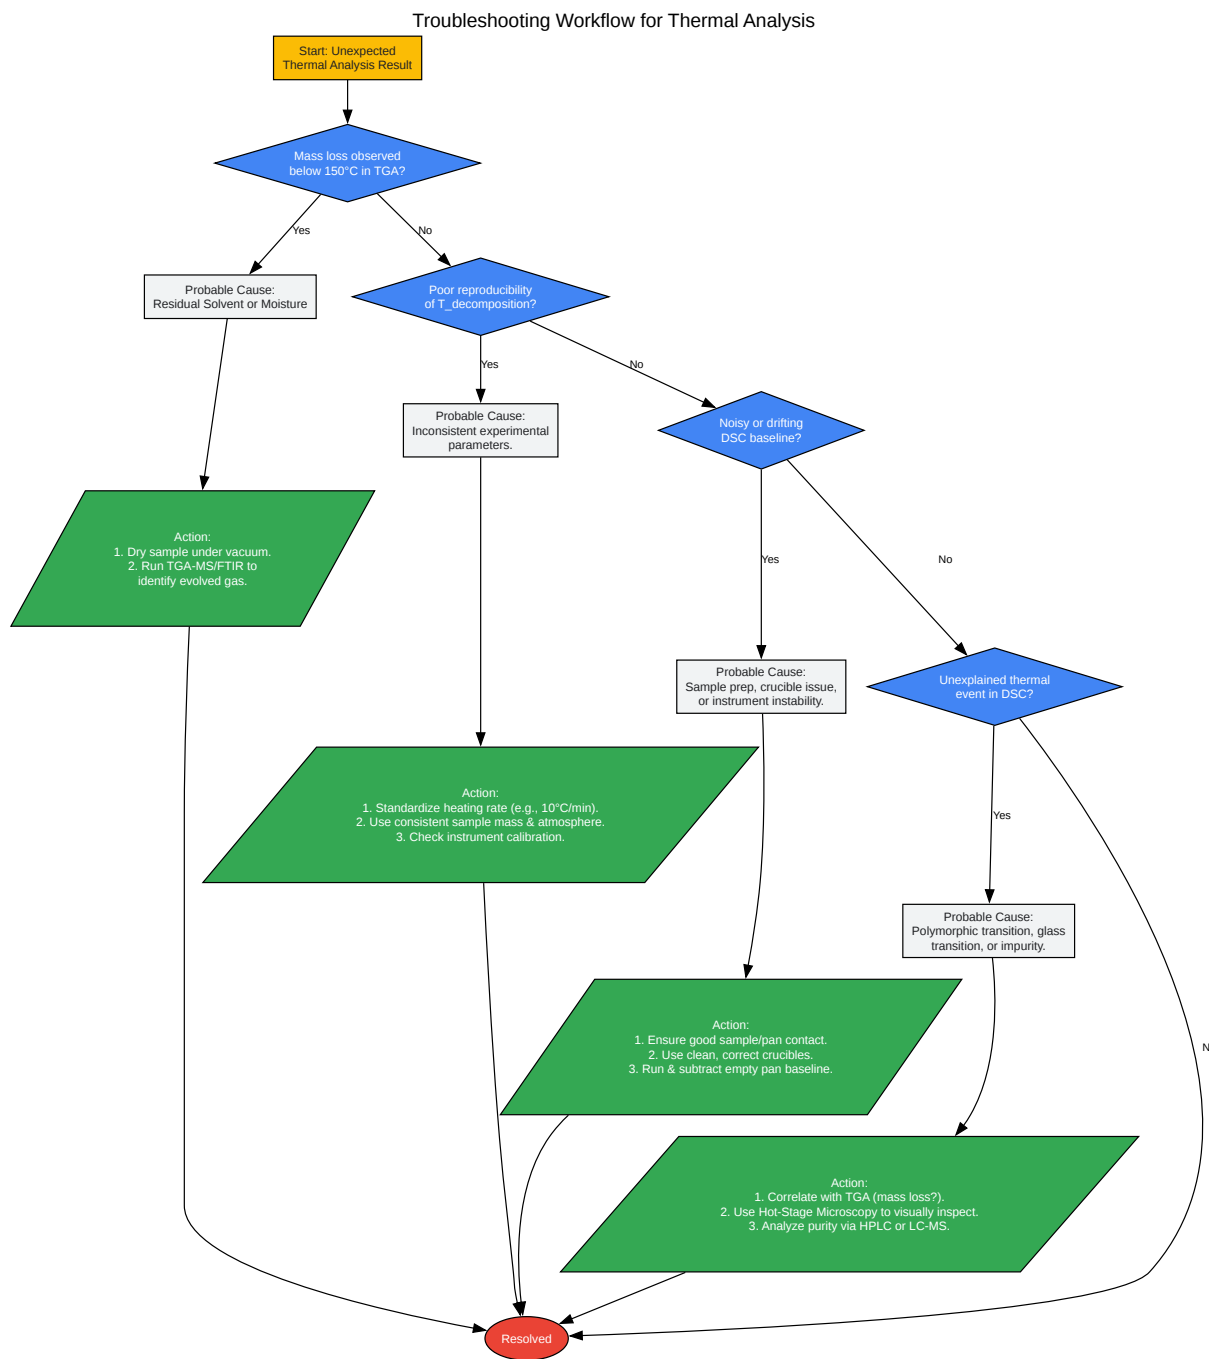 Troubleshooting Workflow for Thermal Analysis
Start: Unexpected
Thermal Analysis Result
Mass loss observed
below 150°C in TGA?
Yes
No
Probable Cause:
Residual Solvent or Moisture
Poor reproducibility
of T_decomposition?
Yes
No
Probable Cause:
Inconsistent experimental
parameters.
Noisy or drifting
DSC baseline?
Action:
1. Dry sample under vacuum.
2. Run TGA-MS/FTIR to
identify evolved gas.
Yes
No
Probable Cause:
Sample prep, crucible issue,
or instrument instability.
Unexplained thermal
event in DSC?
Action:
1. Standardize heating rate (e.g., 10°C/min).
2. Use consistent sample mass & atmosphere.
3. Check instrument calibration.
Yes
Probable Cause:
Polymorphic transition, glass
transition, or impurity.
Action:
1. Ensure good sample/pan contact.
2. Use clean, correct crucibles.
3. Run & subtract empty pan baseline.
N
Action:
1. Correlate with TGA (mass loss?).
2. Use Hot-Stage Microscopy to visually inspect.
3. Analyze purity via HPLC or LC-MS.
Resolved